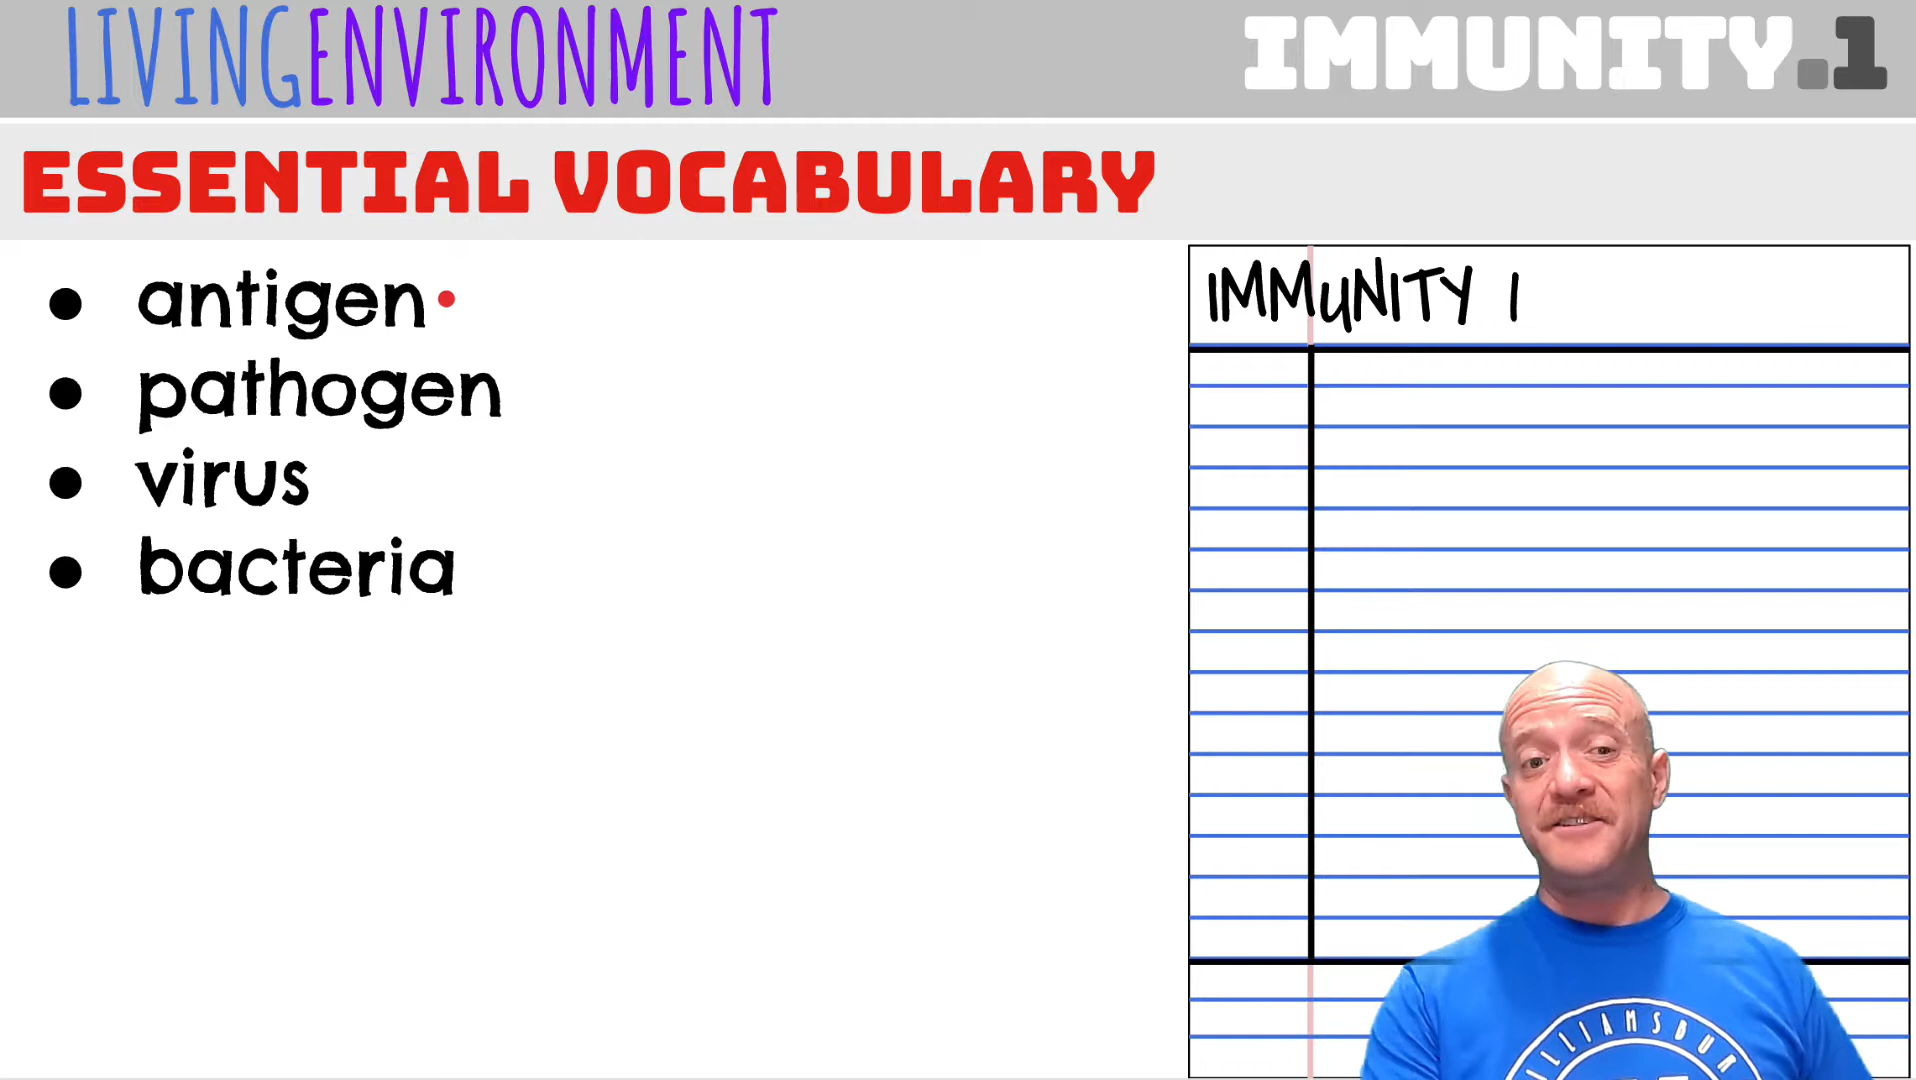 LIVINGENVIRONMENT
IMMUNITY.1
ESSENTIAL VOCABULARY
● antigen
● pathogen
● virus
● bacteria
IMMUNITY 1